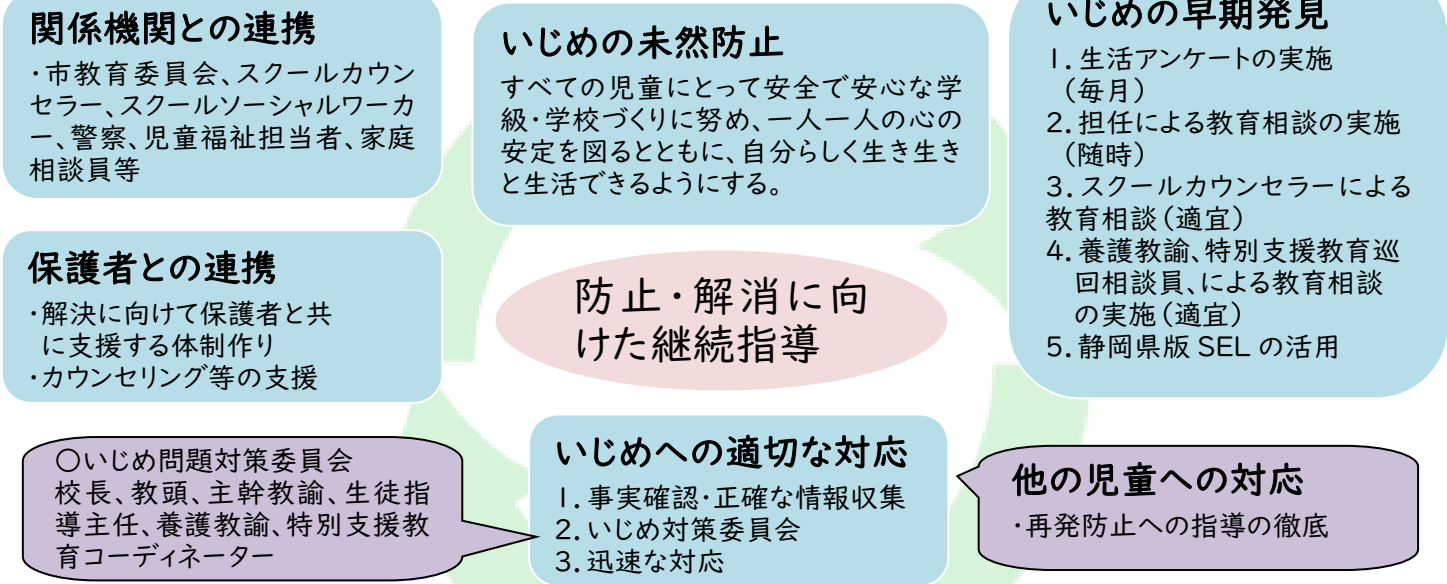 関係機関との連携
・市教育委員会、スクールカウン
セラー、スクールソーシャルワーカ
ー、警察、児童福祉担当者、家庭
相談員等
いじめの未然防止
すべての児童にとって安全で安心な学
級・学校づくりに努め、一人一人の心の
安定を図るとともに、自分らしく生き生き
と生活できるようにする。
いじめの早期発見
1.生活アンケートの実施
(毎月)
2.担任による教育相談の実施
(随時)
3.スクールカウンセラーによる
教育相談(適宜)
4.養護教諭、特別支援教育巡
回相談員、による教育相談
の実施(適宜)
5.静岡県版 SEL の活用
保護者との連携
・解決に向けて保護者と共
に支援する体制作り
・カウンセリング等の支援
防止・解消に向
けた継続指導
〇いじめ問題対策委員会
校長、教頭、主幹教諭、生徒指
導主任、養護教諭、特別支援教
育コーディネーター
いじめへの適切な対応
1.事実確認・正確な情報収集
2.いじめ対策委員会
3.迅速な対応
他の児童への対応
・再発防止への指導の徹底